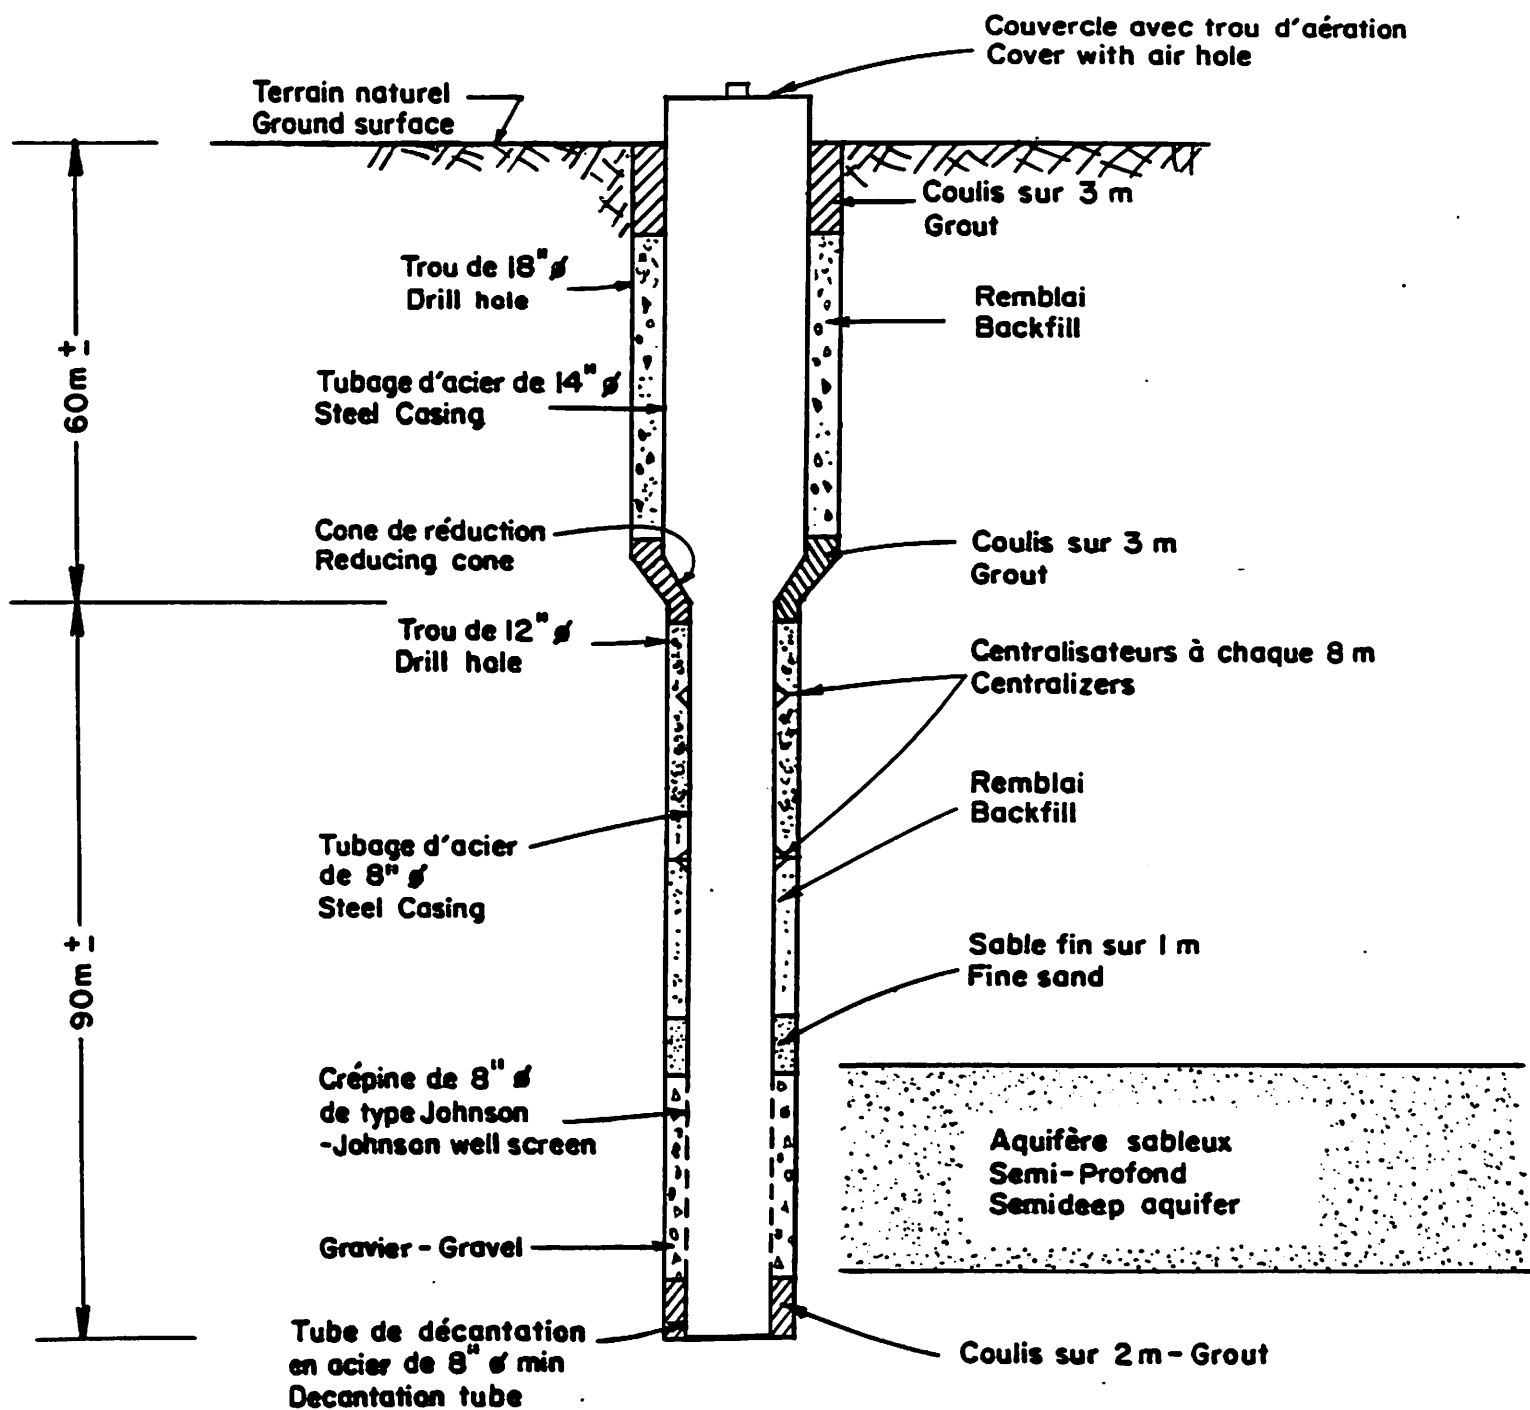 Couvercle avec trou d'aération
Cover with air hole
Terrain naturel
Ground surface
Coulis sur 3 m
Grout
Trou de 18" ø
Drill hole
Remblai
Backfill
60m ±
Tubage d'acier de 14" ø
Steel Casing
Cone de réduction
Reducing cone
Coulis sur 3 m
Grout
Trou de 12" ø
Drill hole
Centralisateurs à chaque 8 m
Centralizers
Remblai
Backfill
Tubage d'acier
de 8" ø
Steel Casing
90m ±
Sable fin sur 1 m
Fine sand
Crépine de 8" ø
de type Johnson
-Johnson well screen
Aquifère sableux
Semi-Profond
Semideep aquifer
Gravier - Gravel
Tube de décantation
en acier de 8" ø min
Decantation tube
Coulis sur 2 m - Grout